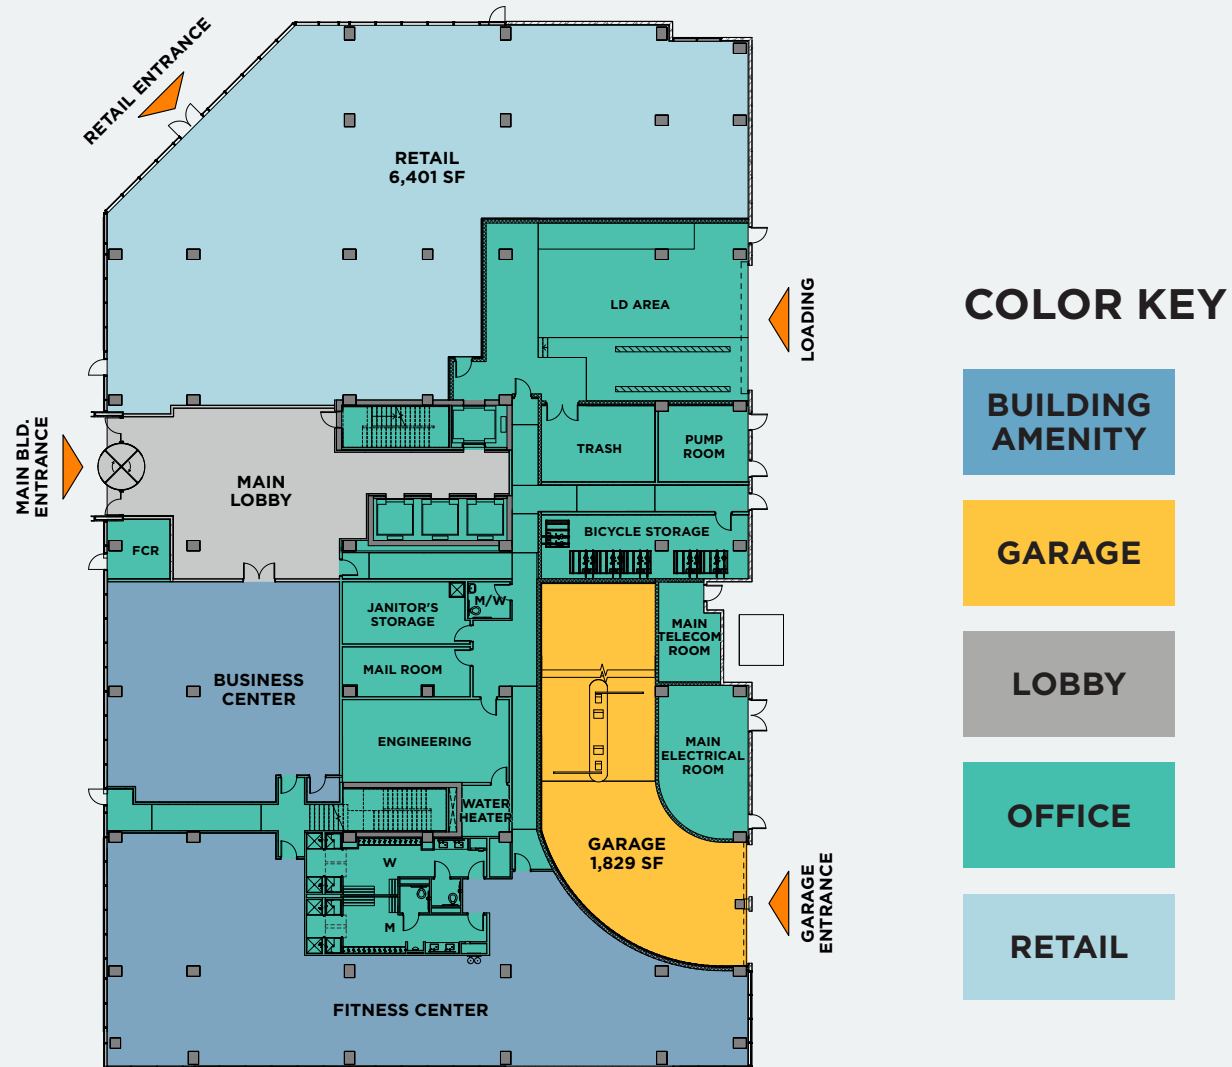 RETAIL ENTRANCE
RETAIL
6,401 SF
LD AREA
LOADING
COLOR KEY
BUILDING
AMENITY
GARAGE
LOBBY
OFFICE
RETAIL
MAIN BLD.
ENTRANCE
MAIN
LOBBY
TRASH
PUMP
ROOM
FCR
BICYCLE STORAGE
JANITOR'S
STORAGE
M/W
MAIN
TELECOM
ROOM
MAIL ROOM
BUSINESS
CENTER
ENGINEERING
MAIN
ELECTRICAL
ROOM
WATER
HEATER
W
M
GARAGE
1,829 SF
GARAGE
ENTRANCE
FITNESS CENTER